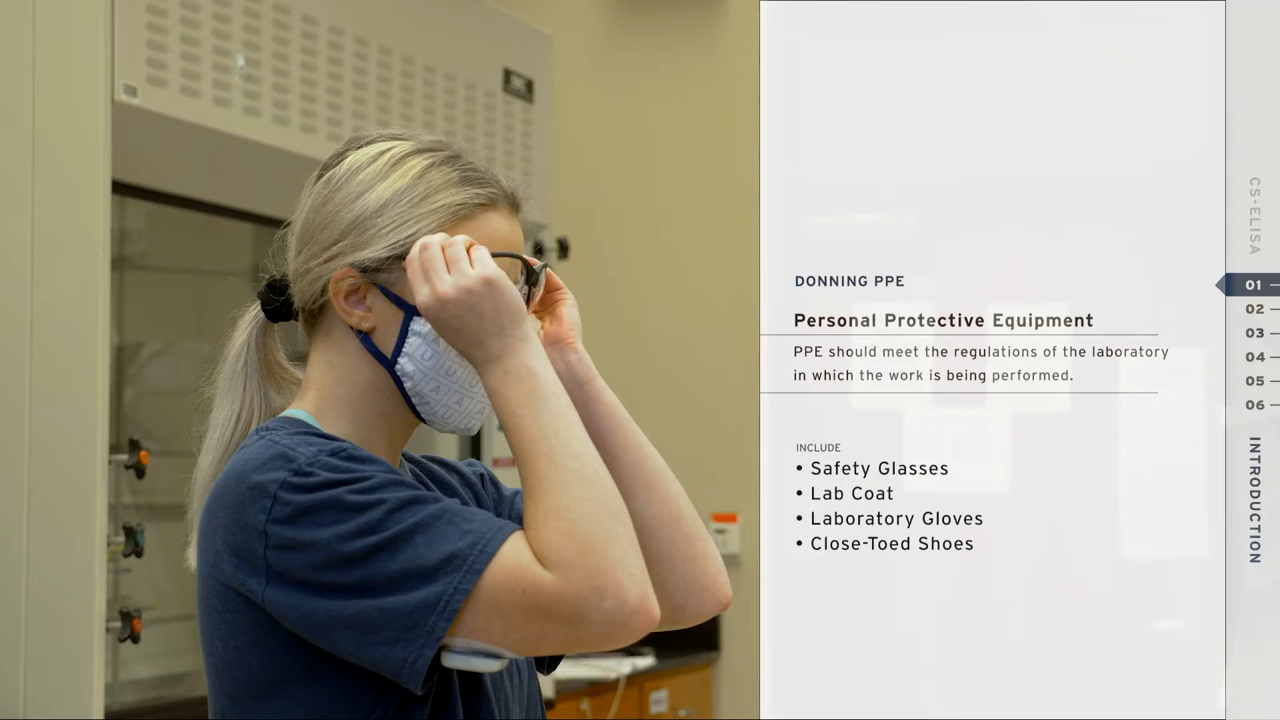 DONNING PPE
Personal Protective Equipment
PPE should meet the regulations of the laboratory
in which the work is being performed.
INCLUDE
• Safety Glasses
• Lab Coat
• Laboratory Gloves
• Close-Toed Shoes
CS-ELISA
01
02
03
04
05
06
INTRODUCTION